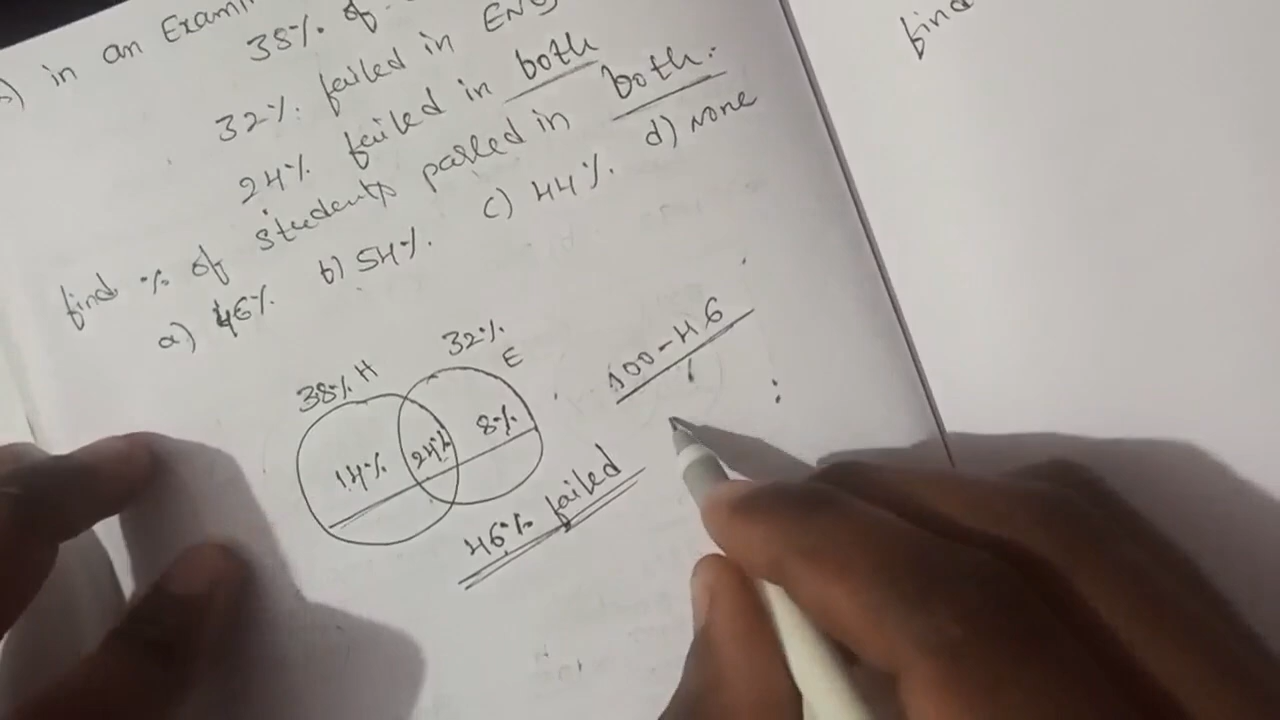 in an Exami
38% of
32% failed in ENG
24% failed in both
find % of students passed in both.
a) 46% b) 54% c) 44% d) None
38% H
32%
E
14% 24% 8%
46% failed
100-46
find